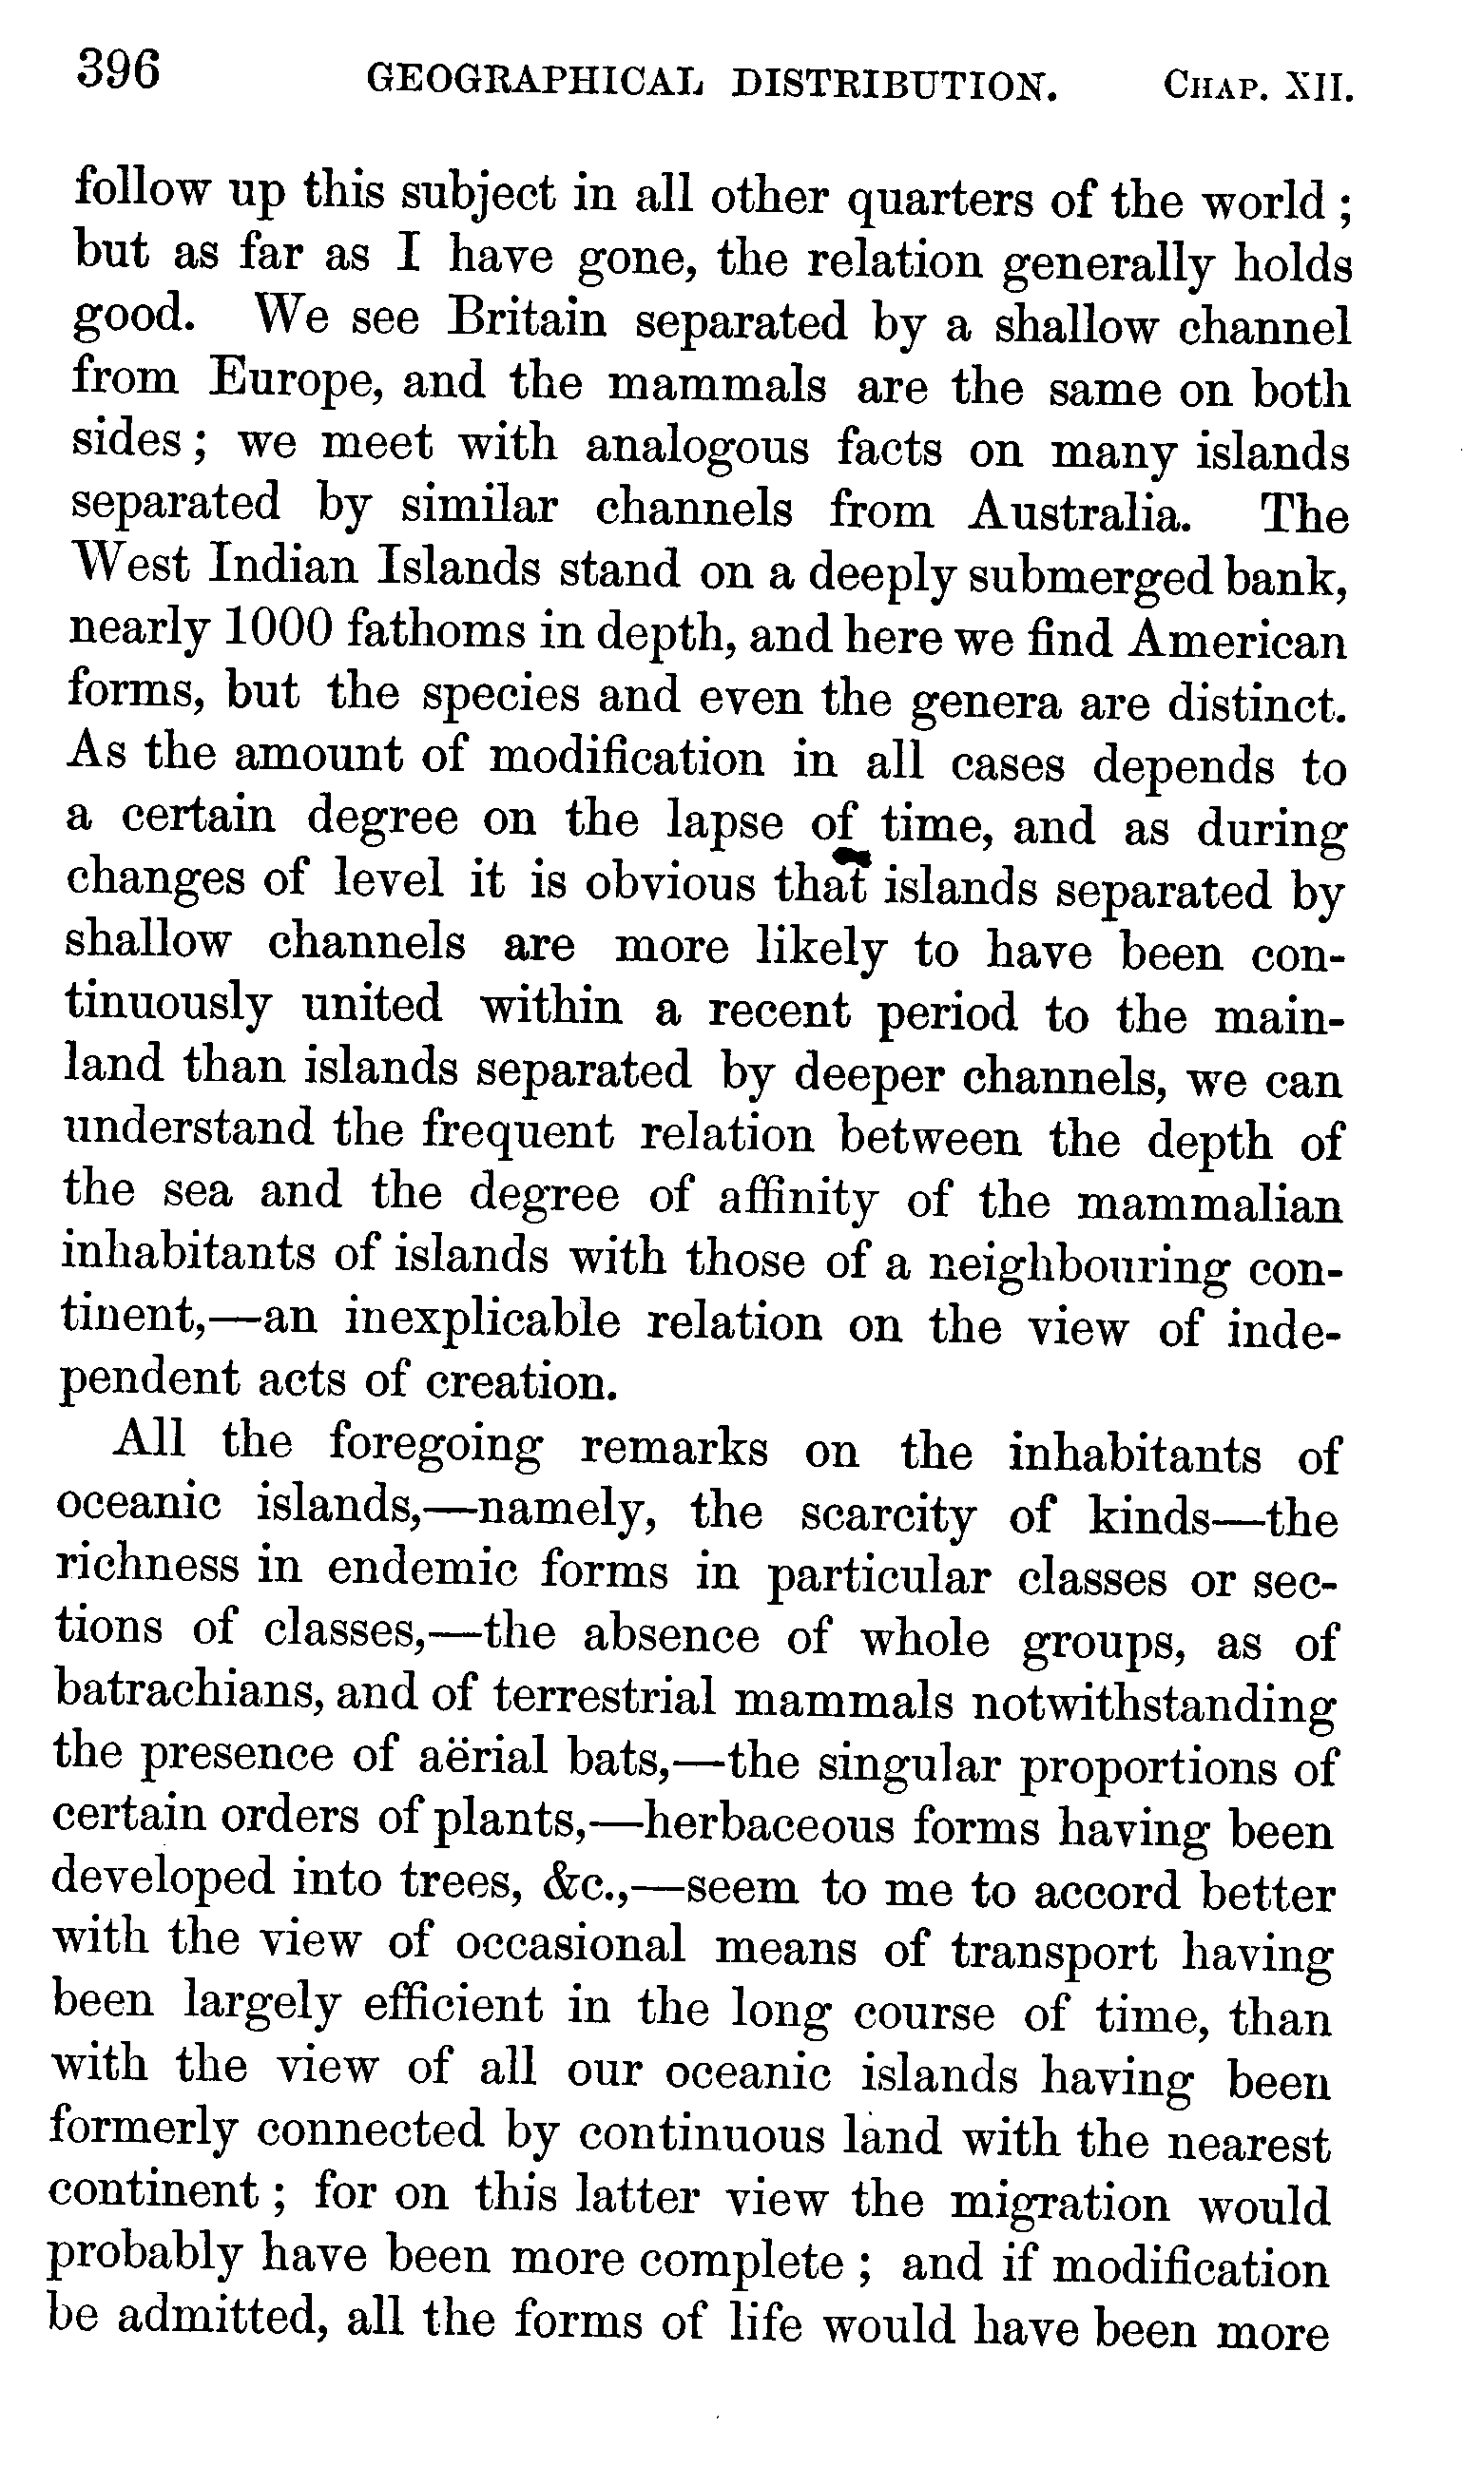 396 GEOGRAPHICAL DISTRIBUTION. CHAP. XII.
follow up this subject in all other quarters of the world ;
but as far as I have gone, the relation generally holds
good. We see Britain separated by a shallow channel
from Europe, and the mammals are the same on both
sides ; we meet with analogous facts on many islands
separated by similar channels from Australia. The
West Indian Islands stand on a deeply submerged bank,
nearly 1000 fathoms in depth, and here we find American
forms, but the species and even the genera are distinct.
As the amount of modification in all cases depends to
a certain degree on the lapse of time, and as during
changes of level it is obvious that islands separated by
shallow channels are more likely to have been con-
tinuously united within a recent period to the main-
land than islands separated by deeper channels, we can
understand the frequent relation between the depth of
the sea and the degree of affinity of the mammalian
inhabitants of islands with those of a neighbouring con-
tinent,—an inexplicable relation on the view of inde-
pendent acts of creation.
All the foregoing remarks on the inhabitants of
oceanic islands,—namely, the scarcity of kinds—the
richness in endemic forms in particular classes or sec-
tions of classes,—the absence of whole groups, as of
batrachians, and of terrestrial mammals notwithstanding
the presence of aërial bats,—the singular proportions of
certain orders of plants,—herbaceous forms having been
developed into trees, &c.,—seem to me to accord better
with the view of occasional means of transport having
been largely efficient in the long course of time, than
with the view of all our oceanic islands having been
formerly connected by continuous land with the nearest
continent ; for on this latter view the migration would
probably have been more complete ; and if modification
be admitted, all the forms of life would have been more